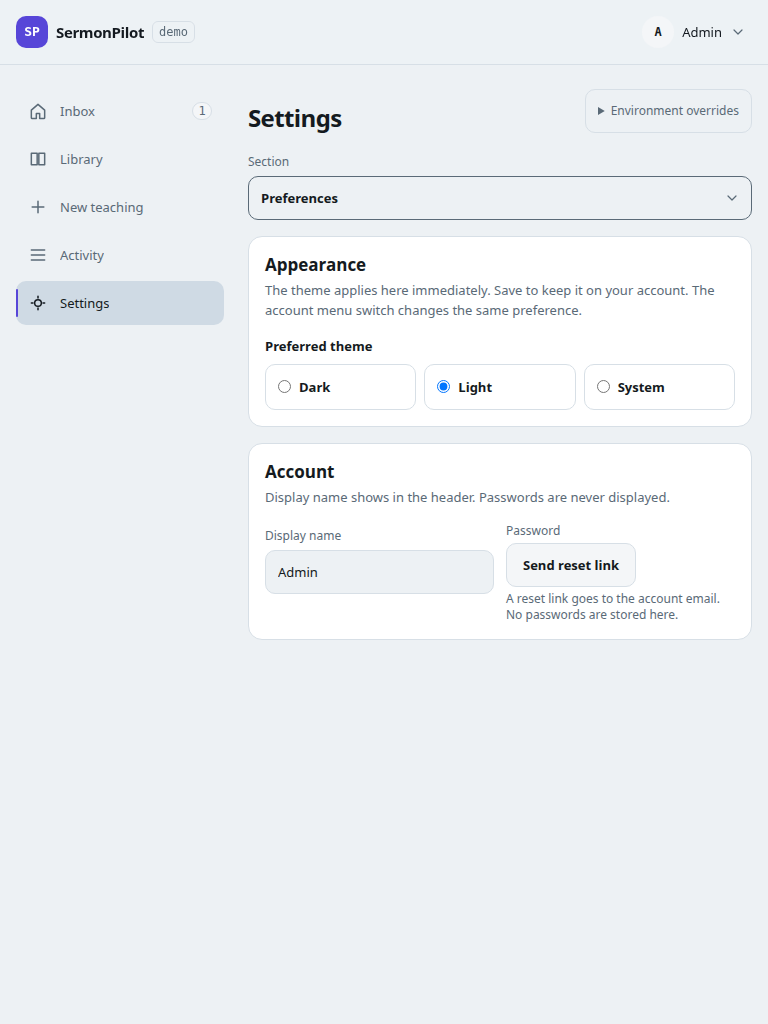 SP SermonPilot demo
A Admin
Inbox 1
Library
New teaching
Activity
Settings
Settings
Environment overrides
Section
Preferences
Appearance
The theme applies here immediately. Save to keep it on your account. The
account menu switch changes the same preference.
Preferred theme
Dark
Light
System
Account
Display name shows in the header. Passwords are never displayed.
Display name
Admin
Password
Send reset link
A reset link goes to the account email.
No passwords are stored here.